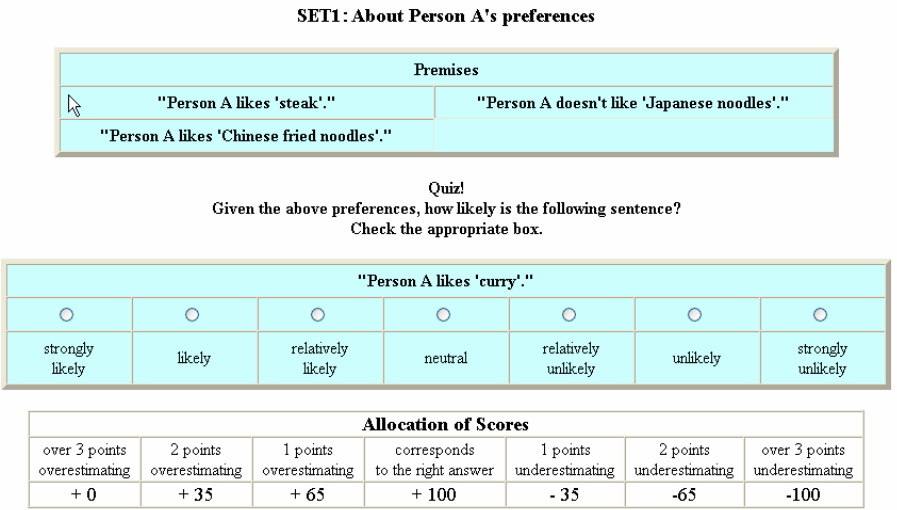 SET1: About Person A's preferences
Premises
"Person A likes 'steak'."
"Person A doesn't like 'Japanese noodles'."
"Person A likes 'Chinese fried noodles'."
Quiz!
Given the above preferences, how likely is the following sentence?
Check the appropriate box.
"Person A likes 'curry'."
strongly
likely
likely
relatively
likely
neutral
relatively
unlikely
unlikely
strongly
unlikely
Allocation of Scores
over 3 points
overestimating
2 points
overestimating
1 points
overestimating
corresponds
to the right answer
1 points
underestimating
2 points
underestimating
over 3 points
underestimating
+ 0
+ 35
+ 65
+ 100
- 35
-65
-100